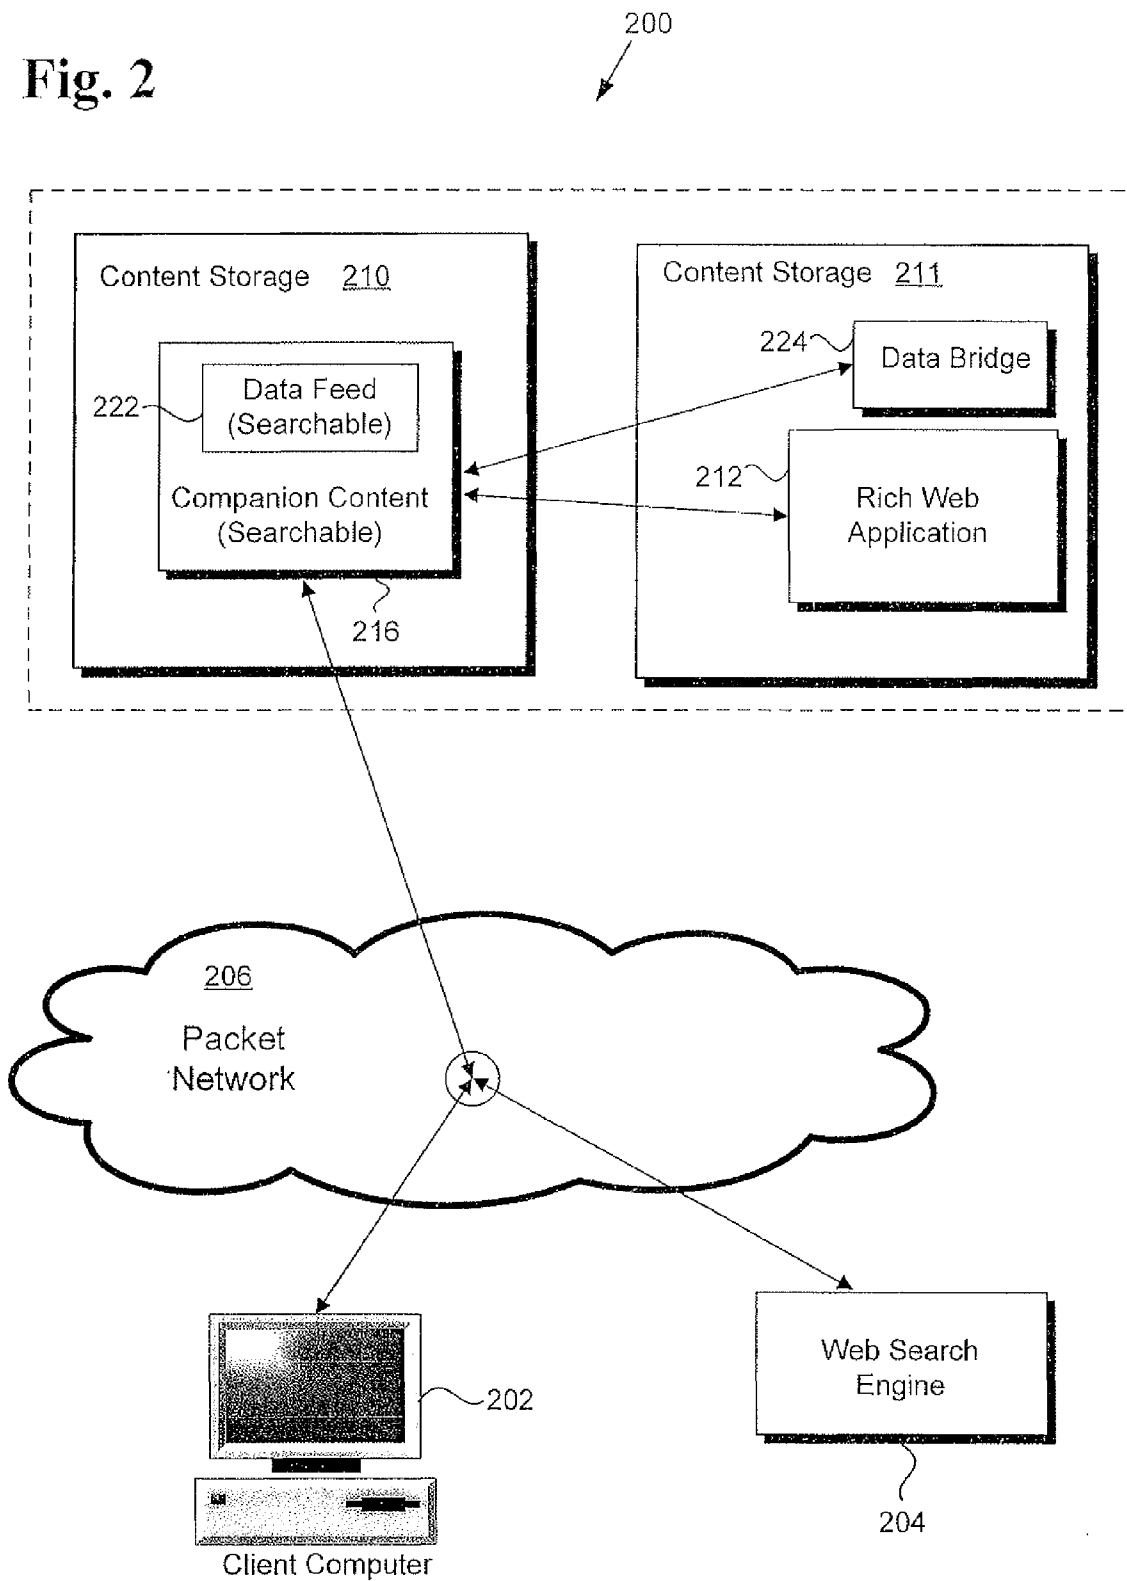 200
Fig. 2
Content Storage 210
Content Storage 211
224
Data Bridge
222
Data Feed
(Searchable)
212
Rich Web
Application
Companion Content
(Searchable)
216
206
Packet
Network
Web Search
Engine
202
204
Client Computer